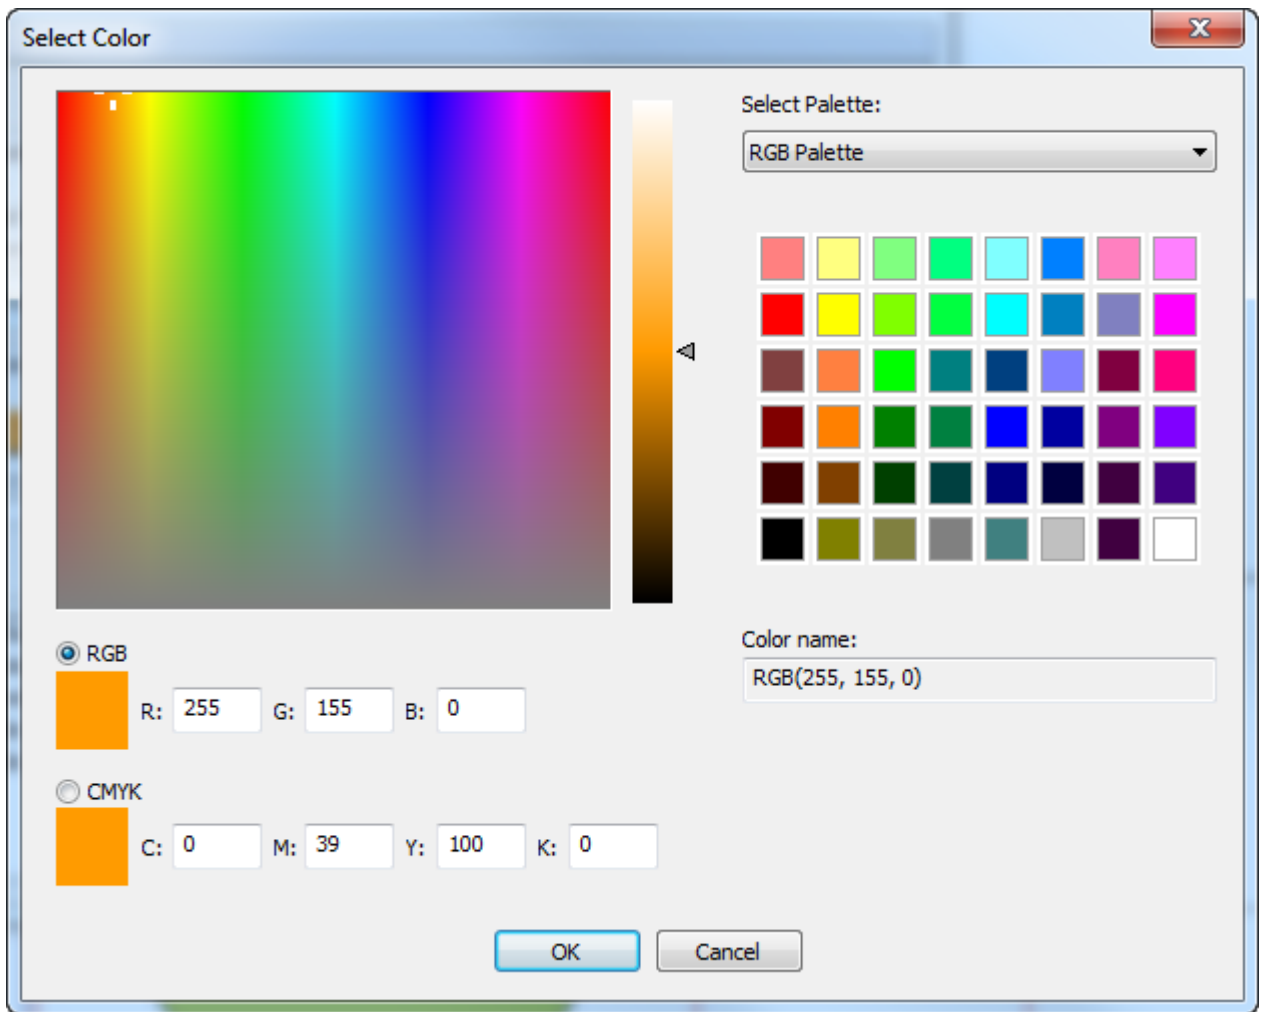 Select Color
Select Palette:
RGB Palette
RGB
R: 255 G: 155 B: 0
CMYK
C: 0 M: 39 Y: 100 K: 0
Color name:
RGB(255, 155, 0)
OK Cancel